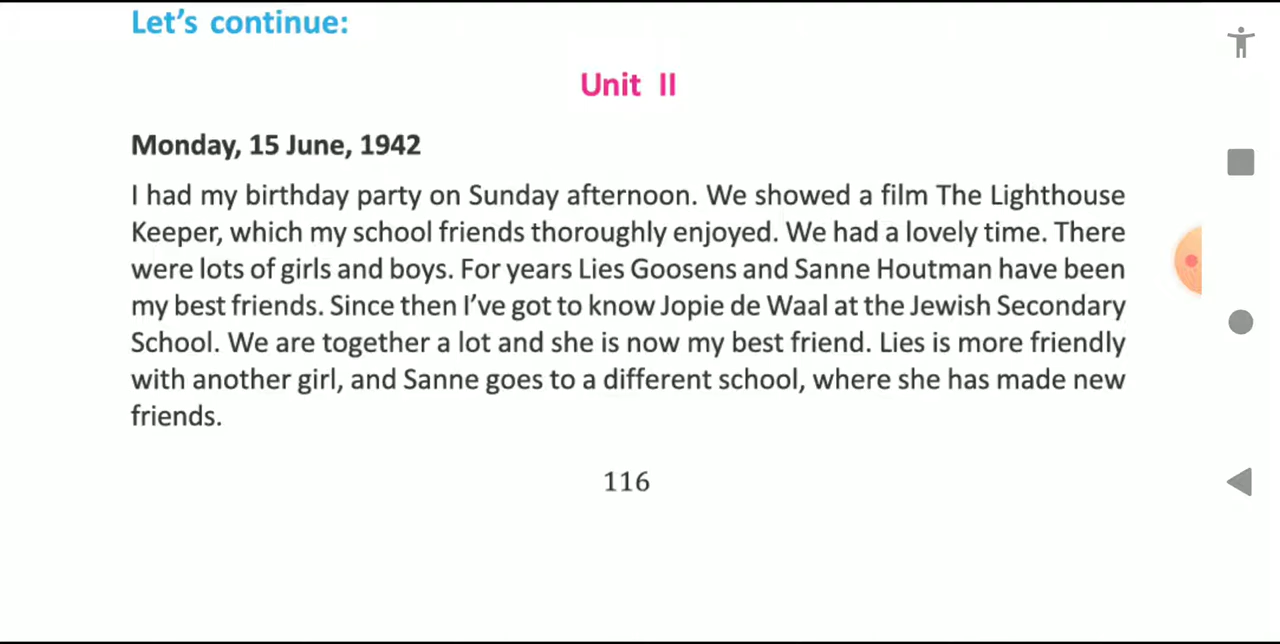 Let's continue:
Unit II
Monday, 15 June, 1942
I had my birthday party on Sunday afternoon. We showed a film The Lighthouse
Keeper, which my school friends thoroughly enjoyed. We had a lovely time. There
were lots of girls and boys. For years Lies Goosens and Sanne Houtman have been
my best friends. Since then I've got to know Jopie de Waal at the Jewish Secondary
School. We are together a lot and she is now my best friend. Lies is more friendly
with another girl, and Sanne goes to a different school, where she has made new
friends.
116